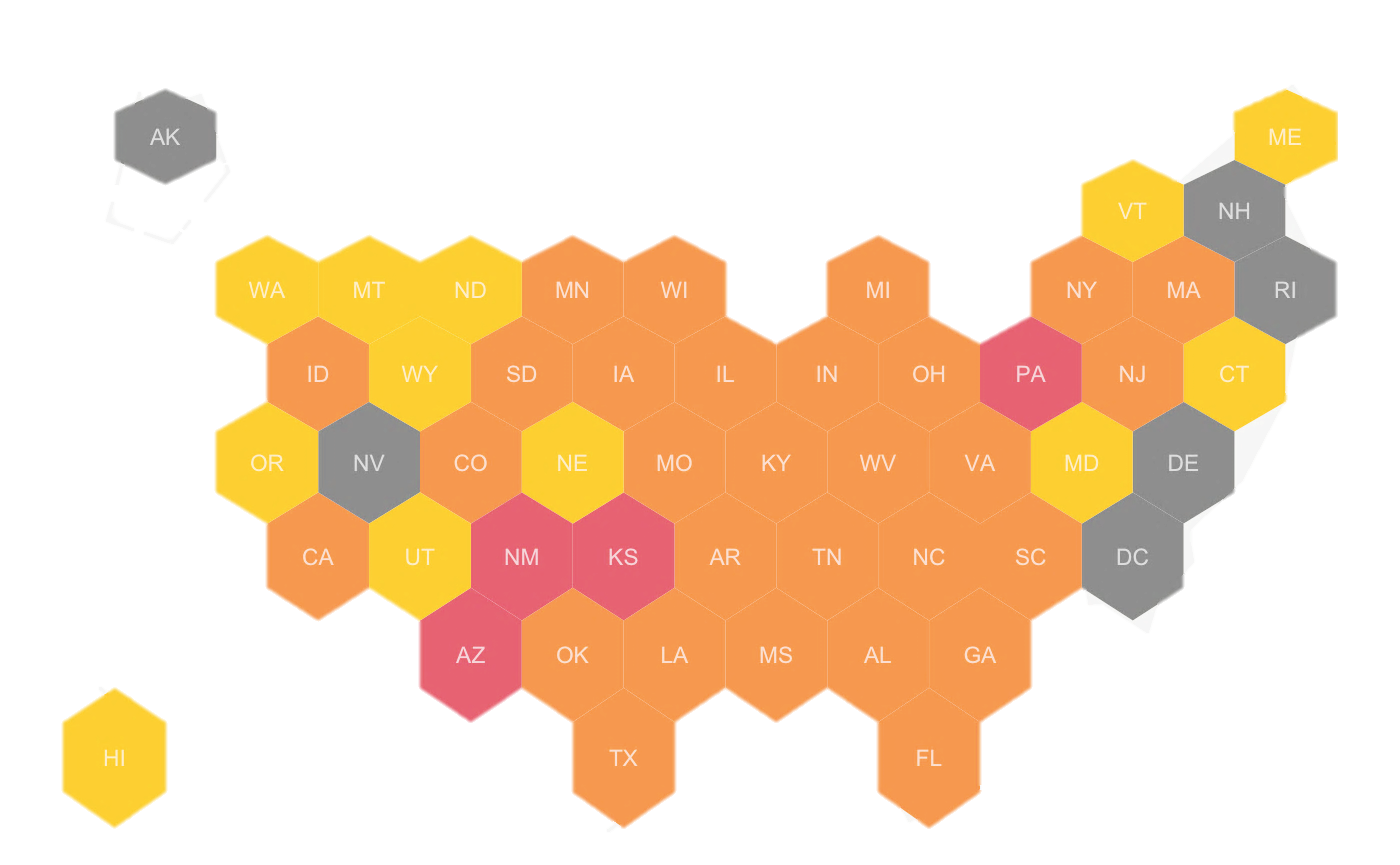 AK
ME
VT NH
WA MT ND MN WI MI NY MA RI
ID WY SD IA IL IN OH PA NJ CT
OR NV CO NE MO KY WV VA MD DE
CA UT NM KS AR TN NC SC DC
AZ OK LA MS AL GA
HI TX FL